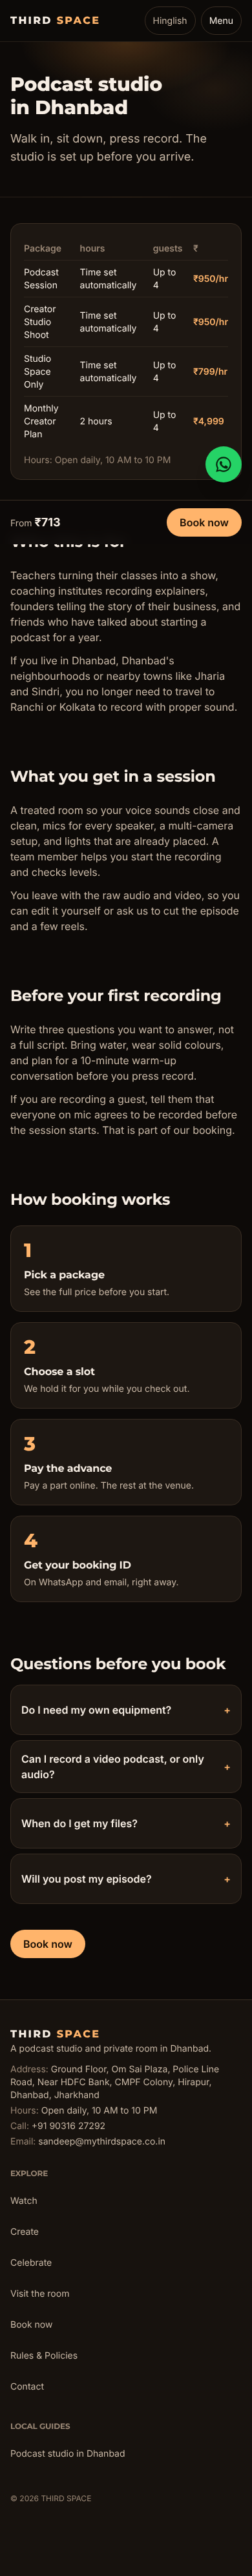 THIRD SPACE
Hinglish
Menu
Podcast studio
in Dhanbad
Walk in, sit down, press record. The
studio is set up before you arrive.
Package hours guests ₹
Podcast Session Time set automatically Up to 4 ₹950/hr
Creator Studio Shoot Time set automatically Up to 4 ₹950/hr
Studio Space Only Time set automatically Up to 4 ₹799/hr
Monthly Creator Plan 2 hours Up to 4 ₹4,999
Hours: Open daily, 10 AM to 10 PM
From ₹713
Book now
Who this is for
Teachers turning their classes into a show,
coaching institutes recording explainers,
founders telling the story of their business, and
friends who have talked about starting a
podcast for a year.
If you live in Dhanbad, Dhanbad's
neighbourhoods or nearby towns like Jharia
and Sindri, you no longer need to travel to
Ranchi or Kolkata to record with proper sound.
What you get in a session
A treated room so your voice sounds close and
clean, mics for every speaker, a multi-camera
setup, and lights that are already placed. A
team member helps you start the recording
and checks levels.
You leave with the raw audio and video, so you
can edit it yourself or ask us to cut the episode
and a few reels.
Before your first recording
Write three questions you want to answer, not
a full script. Bring water, wear solid colours,
and plan for a 10-minute warm-up
conversation before you press record.
If you are recording a guest, tell them that
everyone on mic agrees to be recorded before
the session starts. That is part of our booking.
How booking works
1
Pick a package
See the full price before you start.
2
Choose a slot
We hold it for you while you check out.
3
Pay the advance
Pay a part online. The rest at the venue.
4
Get your booking ID
On WhatsApp and email, right away.
Questions before you book
Do I need my own equipment? +
Can I record a video podcast, or only
audio? +
When do I get my files? +
Will you post my episode? +
Book now
THIRD SPACE
A podcast studio and private room in Dhanbad.
Address: Ground Floor, Om Sai Plaza, Police Line
Road, Near HDFC Bank, CMPF Colony, Hirapur,
Dhanbad, Jharkhand
Hours: Open daily, 10 AM to 10 PM
Call: +91 90316 27292
Email: sandeep@mythirdspace.co.in
EXPLORE
Watch
Create
Celebrate
Visit the room
Book now
Rules & Policies
Contact
LOCAL GUIDES
Podcast studio in Dhanbad
© 2026 THIRD SPACE